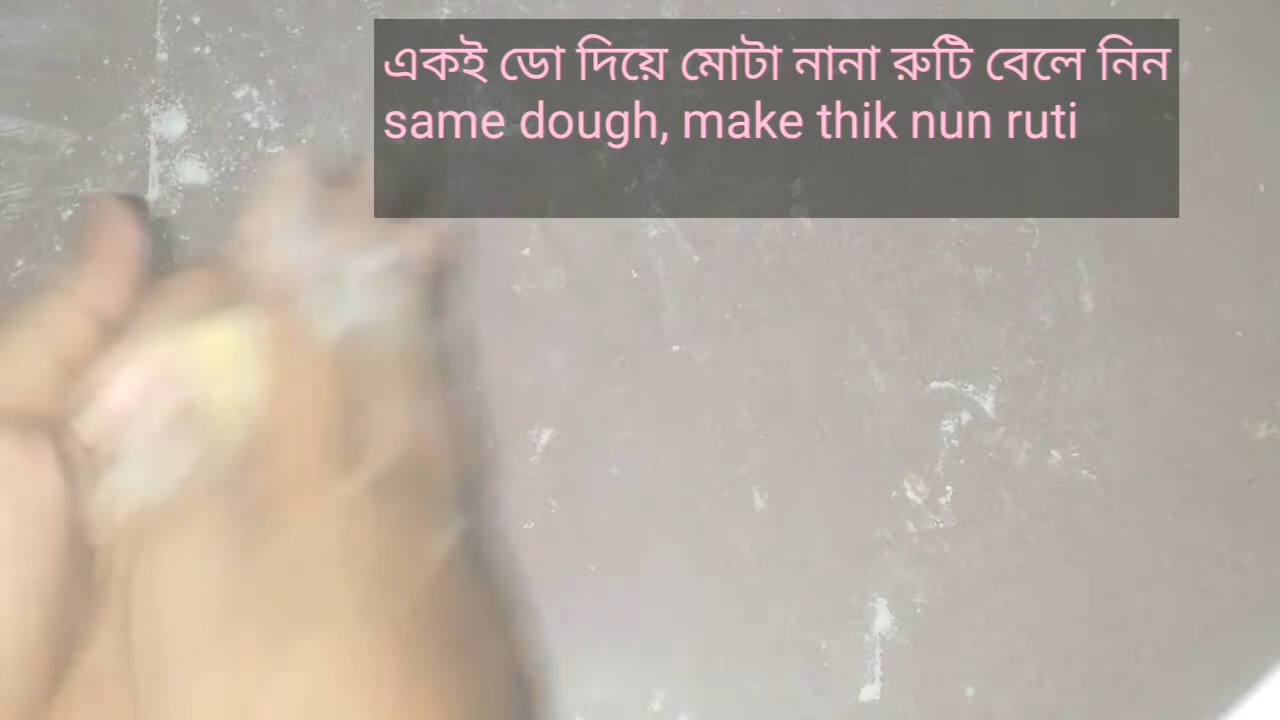 একই ডো দিয়ে মোটা নানা রুটি বেলে নিন
same dough, make thik nun ruti